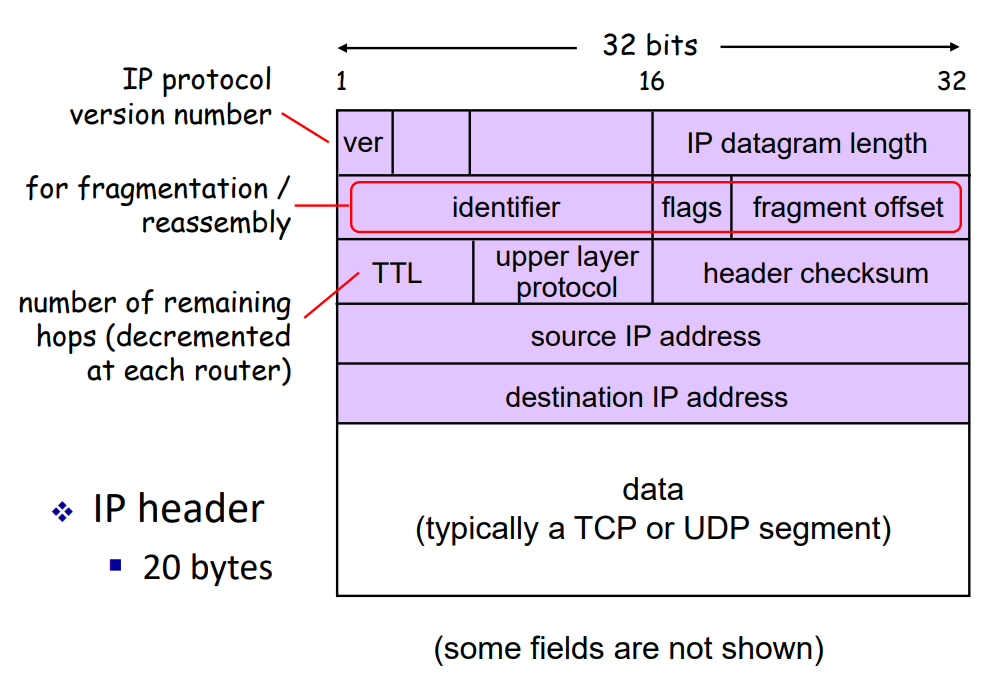 32 bits
1 16 32
IP protocol
version number
ver
IP datagram length
for fragmentation /
reassembly
identifier
flags
fragment offset
TTL
upper layer
protocol
header checksum
number of remaining
hops (decremented
at each router)
source IP address
destination IP address
data
(typically a TCP or UDP segment)
IP header
20 bytes
(some fields are not shown)